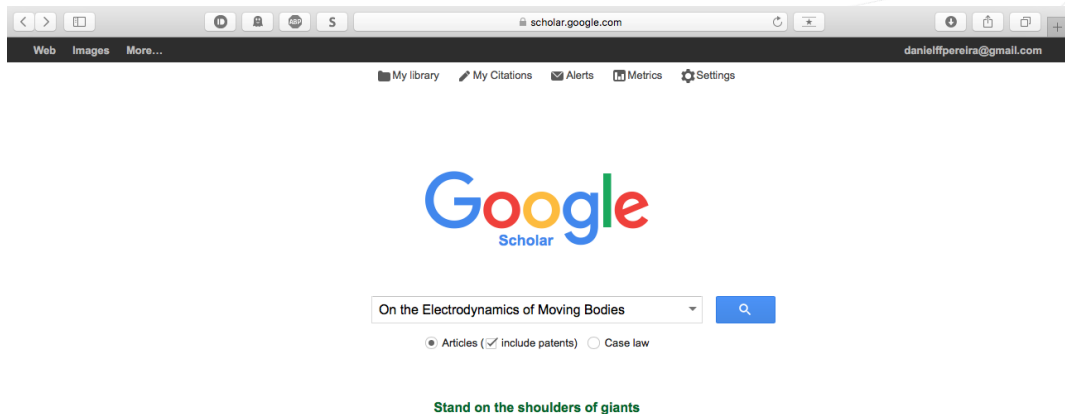 S scholar.google.com
Web Images More... danielffpereira@gmail.com
My library My Citations Alerts Metrics Settings
Google
Scholar
On the Electrodynamics of Moving Bodies
Articles (include patents) Case law
Stand on the shoulders of giants